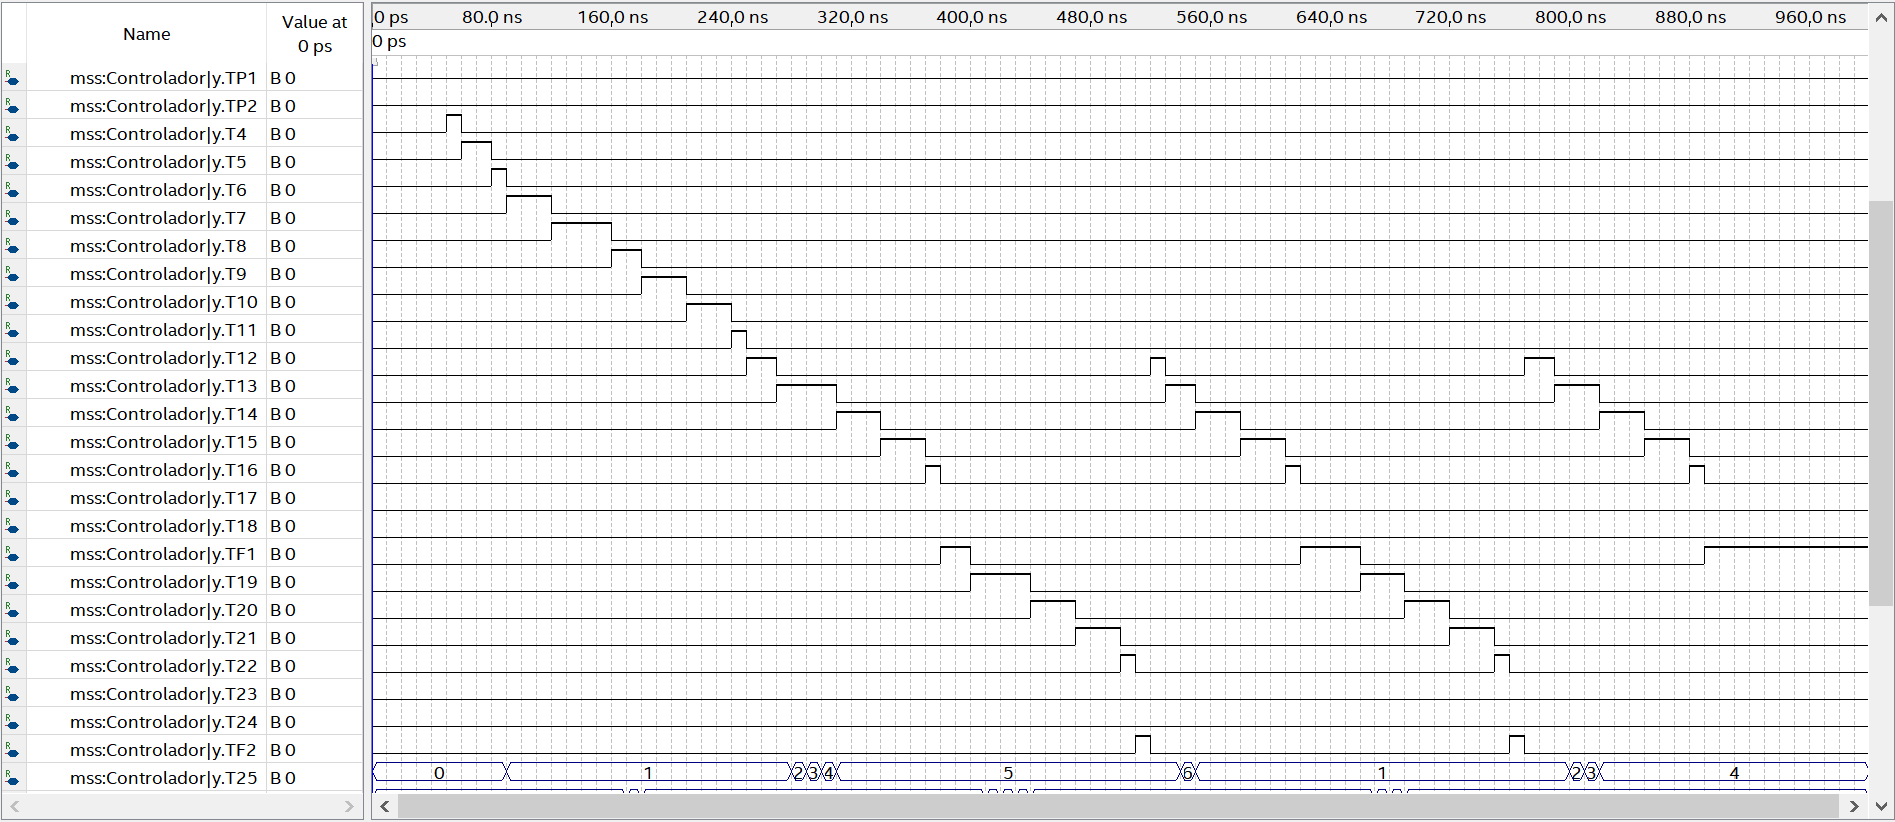 Name
Value at
0 ps
0 ps 80.0 ns 160.0 ns 240.0 ns 320.0 ns 400.0 ns 480.0 ns 560.0 ns 640.0 ns 720.0 ns 800.0 ns 880.0 ns 960.0 ns
0 ps
R mss:Controlador|y.TP1 B 0
R mss:Controlador|y.TP2 B 0
R mss:Controlador|y.T4 B 0
R mss:Controlador|y.T5 B 0
R mss:Controlador|y.T6 B 0
R mss:Controlador|y.T7 B 0
R mss:Controlador|y.T8 B 0
R mss:Controlador|y.T9 B 0
R mss:Controlador|y.T10 B 0
R mss:Controlador|y.T11 B 0
R mss:Controlador|y.T12 B 0
R mss:Controlador|y.T13 B 0
R mss:Controlador|y.T14 B 0
R mss:Controlador|y.T15 B 0
R mss:Controlador|y.T16 B 0
R mss:Controlador|y.T17 B 0
R mss:Controlador|y.T18 B 0
R mss:Controlador|y.TF1 B 0
R mss:Controlador|y.T19 B 0
R mss:Controlador|y.T20 B 0
R mss:Controlador|y.T21 B 0
R mss:Controlador|y.T22 B 0
R mss:Controlador|y.T23 B 0
R mss:Controlador|y.T24 B 0
R mss:Controlador|y.TF2 B 0
R mss:Controlador|y.T25 B 0 0 1 2 3 4 5 6 1 2 3 4